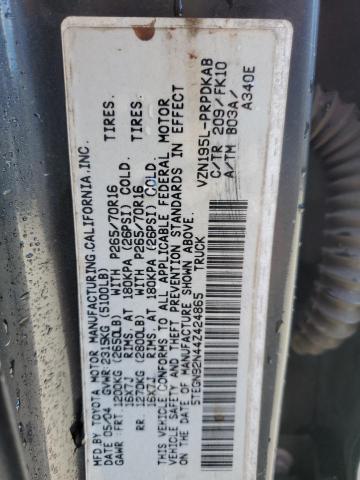 MFD BY TOYOTA MOTOR MANUFACTURING, CALIFORNIA, INC.
DATE 05/04 GVWR: 2315KG (5100LB)
GAWR: FRT. 1200KG (2650LB) WITH P265/70R16 TIRES.
16X7J RIMS AT 180KPA (26PSI) COLD.
RR 1270KG (2800LB) WITH P265/70R16 TIRES.
16X7J RIMS AT 180KPA (26PSI) COLD.
THIS VEHICLE CONFORMS TO ALL APPLICABLE FEDERAL MOTOR
VEHICLE SAFETY AND THEFT PREVENTION STANDARDS IN EFFECT
ON THE DATE OF MANUFACTURE SHOWN ABOVE.
5TEGN92N44Z424865 TRUCK
VZN195L-PRPDKAB
C/TR 209/FK10
A/TM B03A/
A340E